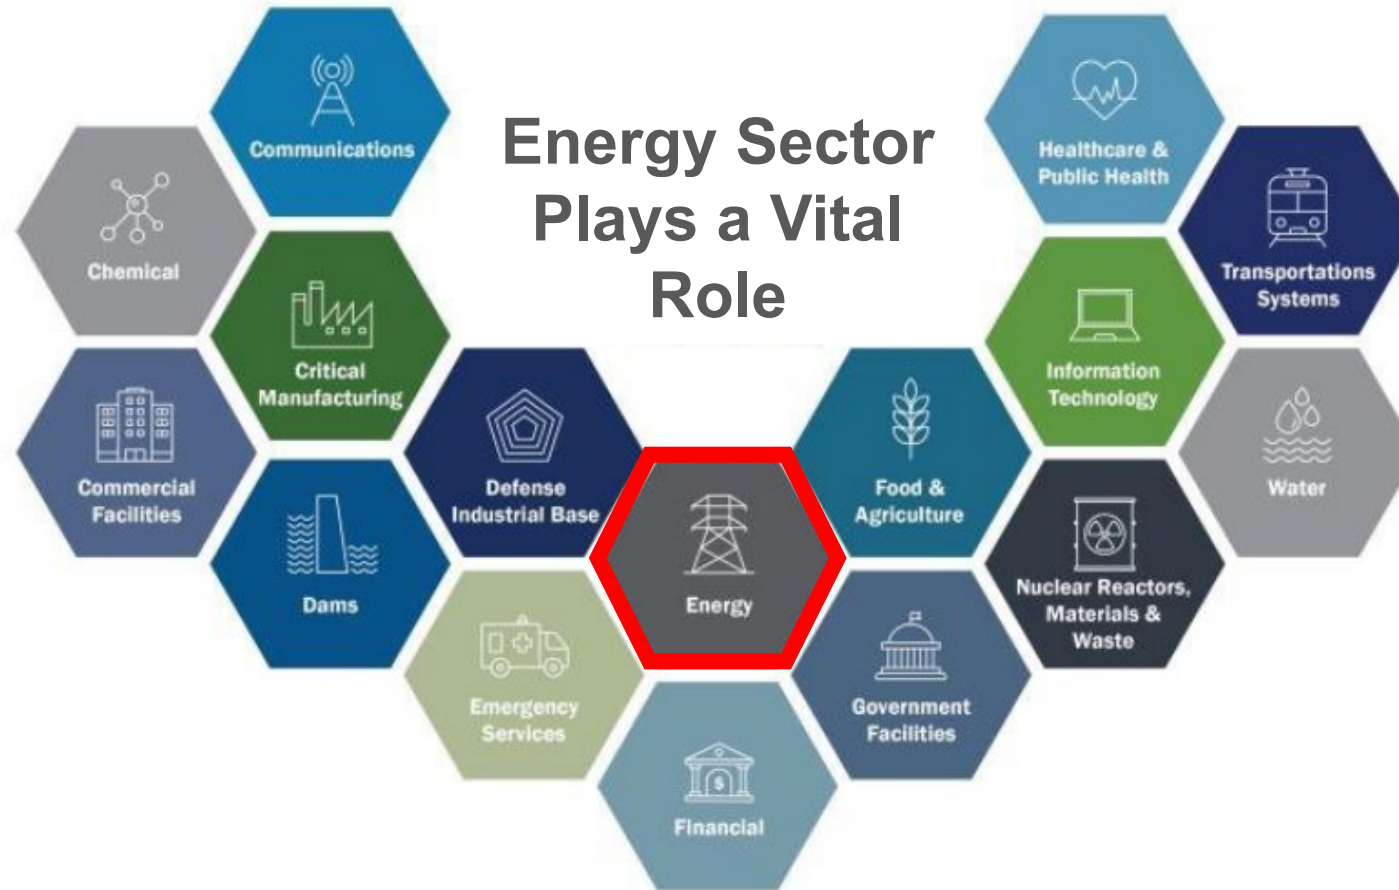 Energy Sector
Plays a Vital
Role
Communications
Chemical
Critical
Manufacturing
Commercial
Facilities
Defense
Industrial Base
Dams
Emergency
Services
Energy
Financial
Food &
Agriculture
Government
Facilities
Healthcare &
Public Health
Information
Technology
Nuclear Reactors,
Materials &
Waste
Transportations
Systems
Water
$